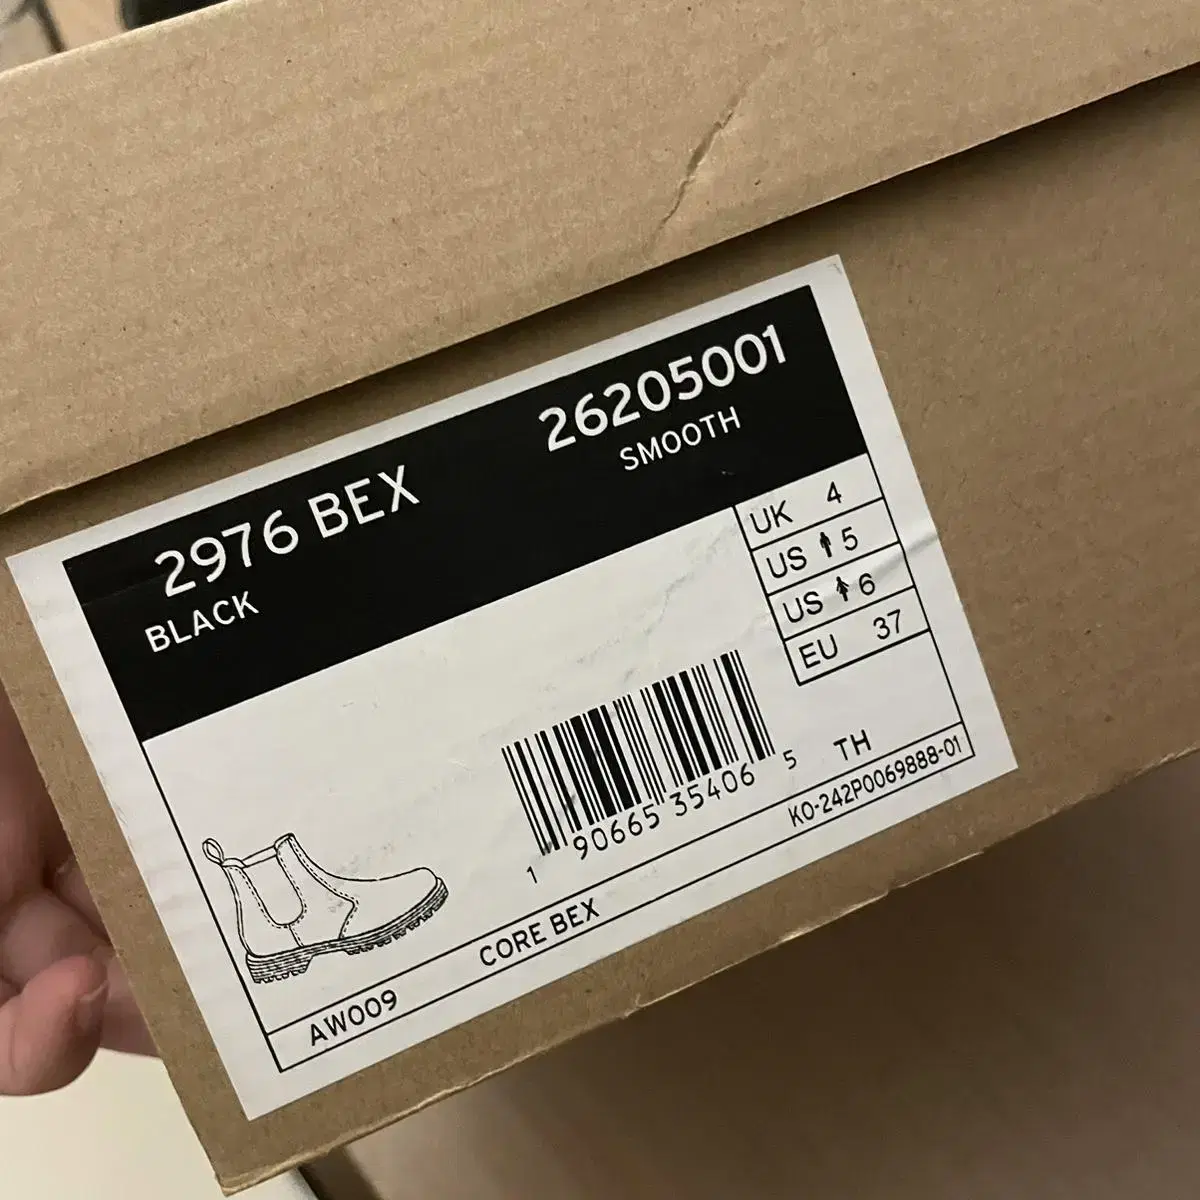 2976 BEX 26205001
BLACK SMOOTH
UK 4
US 5
US 6
EU 37
1 90665 35406 5
TH
KO-242P0069888-01
AW009 CORE BEX